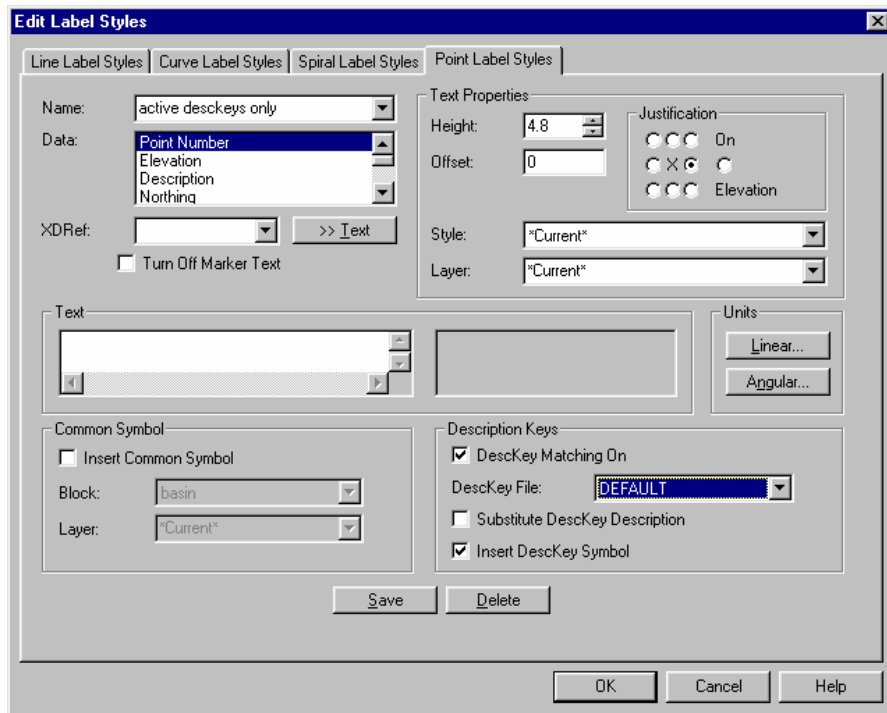 Edit Label Styles
Line Label Styles Curve Label Styles Spiral Label Styles Point Label Styles
Name: active desckeys only
Data: Point Number
Elevation
Description
Northing
XDRef: >> Text
Turn Off Marker Text
Text Properties
Height: 4.8
Offset: 0
Justification
On
X
Elevation
Style: *Current*
Layer: *Current*
Text
Units
Linear...
Angular...
Common Symbol
Insert Common Symbol
Block: basin
Layer: *Current*
Description Keys
DescKey Matching On
DescKey File: DEFAULT
Substitute DescKey Description
Insert DescKey Symbol
Save Delete
OK Cancel Help